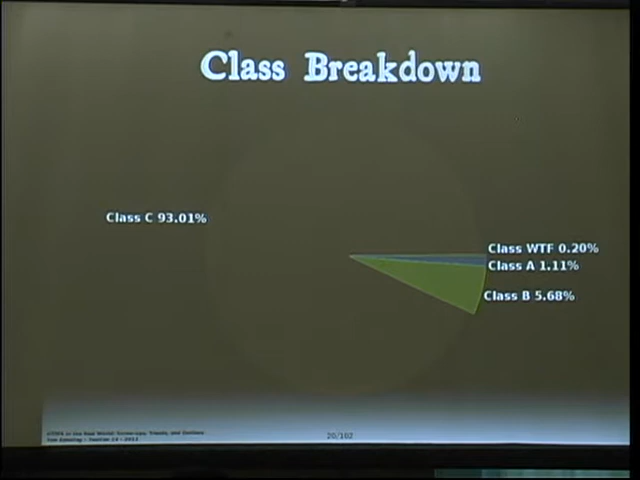 Class Breakdown
Class C 93.01%
Class WTF 0.20%
Class A 1.11%
Class B 5.68%
20/102